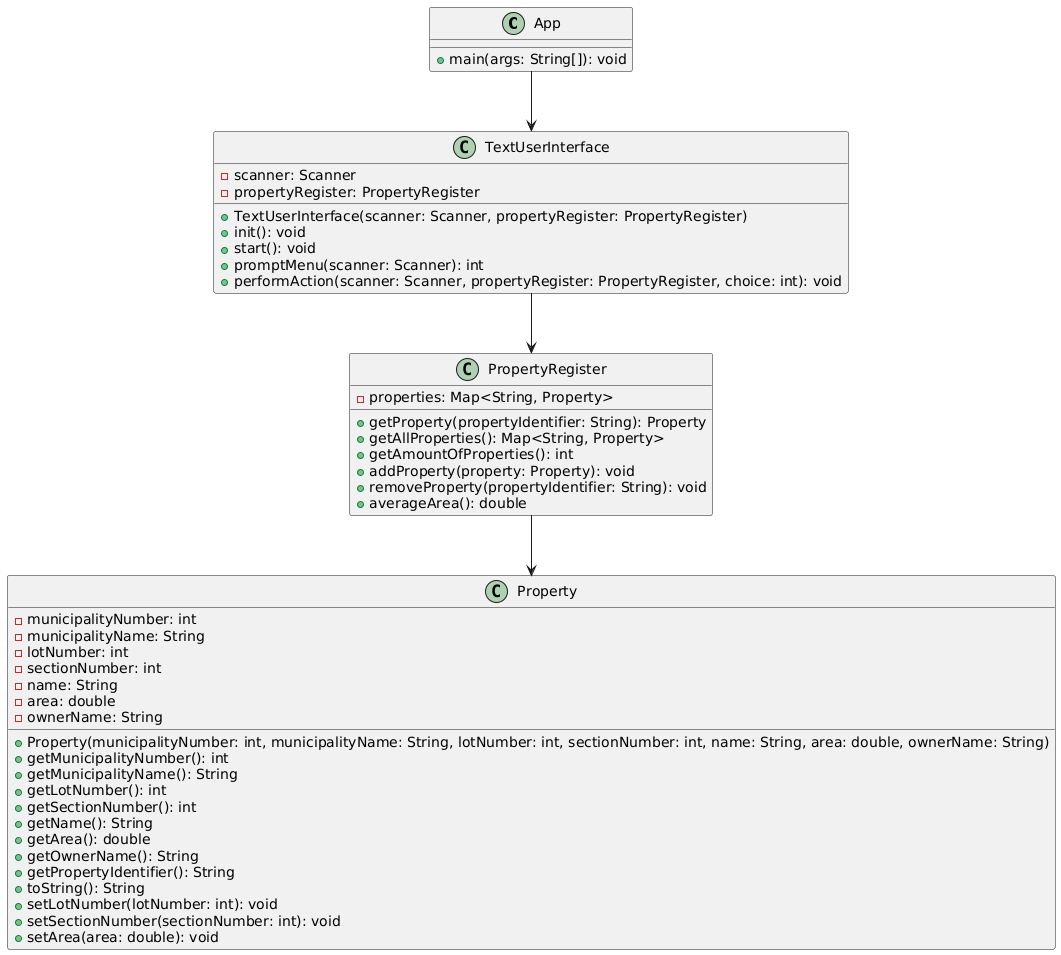 C App
main(args: String[]): void
C TextUserInterface
scanner: Scanner
propertyRegister: PropertyRegister
TextUserInterface(scanner: Scanner, propertyRegister: PropertyRegister)
init(): void
start(): void
promptMenu(scanner: Scanner): int
performAction(scanner: Scanner, propertyRegister: PropertyRegister, choice: int): void
C PropertyRegister
properties: Map<String, Property>
getProperty(propertyIdentifier: String): Property
getAllProperties(): Map<String, Property>
getAmountOfProperties(): int
addProperty(property: Property): void
removeProperty(propertyIdentifier: String): void
averageArea(): double
C Property
municipalityNumber: int
municipalityName: String
lotNumber: int
sectionNumber: int
name: String
area: double
ownerName: String
Property(municipalityNumber: int, municipalityName: String, lotNumber: int, sectionNumber: int, name: String, area: double, ownerName: String)
getMunicipalityNumber(): int
getMunicipalityName(): String
getLotNumber(): int
getSectionNumber(): int
getName(): String
getArea(): double
getOwnerName(): String
getPropertyIdentifier(): String
toString(): String
setLotNumber(lotNumber: int): void
setSectionNumber(sectionNumber: int): void
setArea(area: double): void